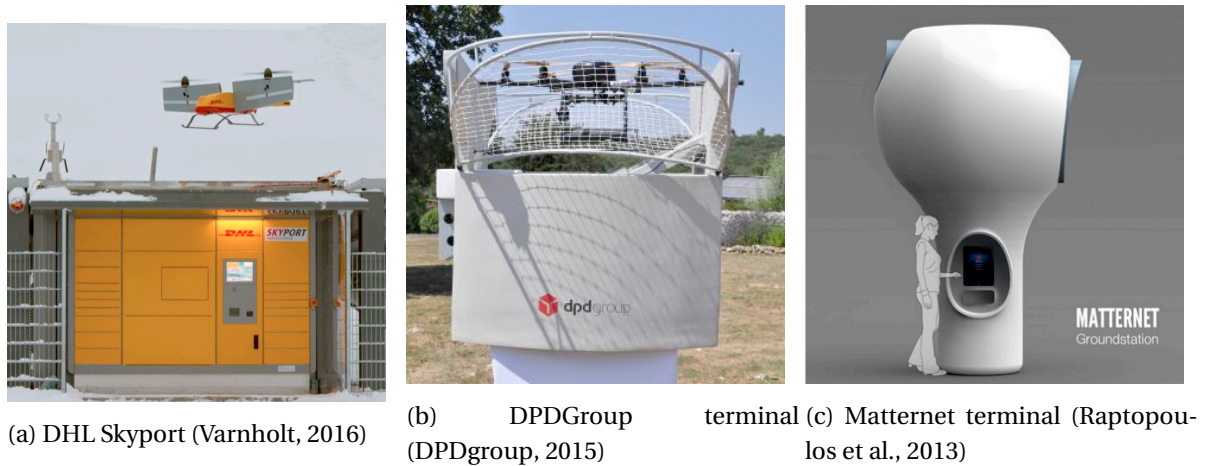 DHL
SKYPORT
dpdgroup
MATTERNET
Groundstation
(a) DHL Skyport (Varnholt, 2016)
(b) DPDGroup terminal
(DPDgroup, 2015)
(c) Matternet terminal (Raptopou-
los et al., 2013)